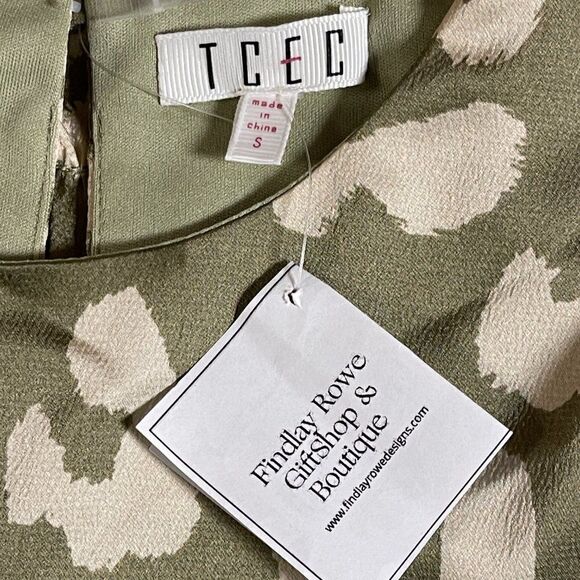 TCEC
made
in
china
S
Findlay Rowe
GiftShop &
Boutique
www.findlayrowedesigns.com